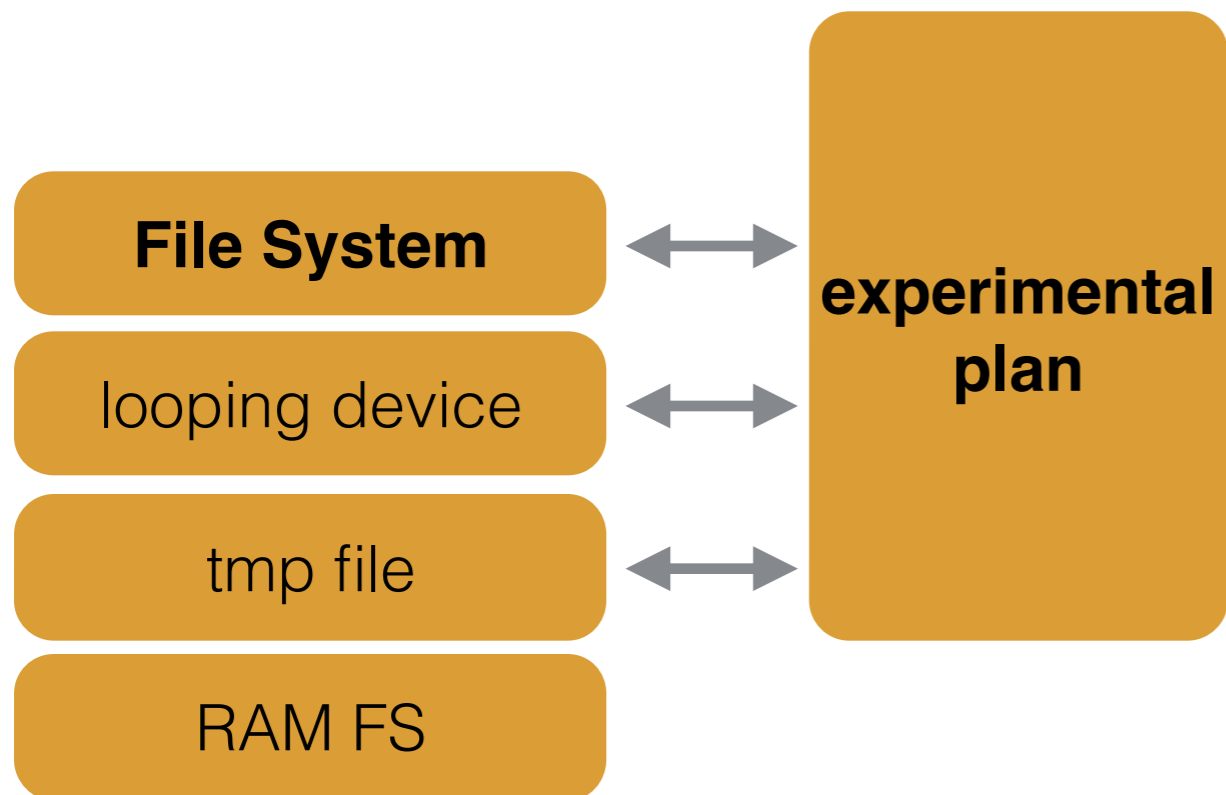 File System
looping device
tmp file
RAM FS
experimental
plan